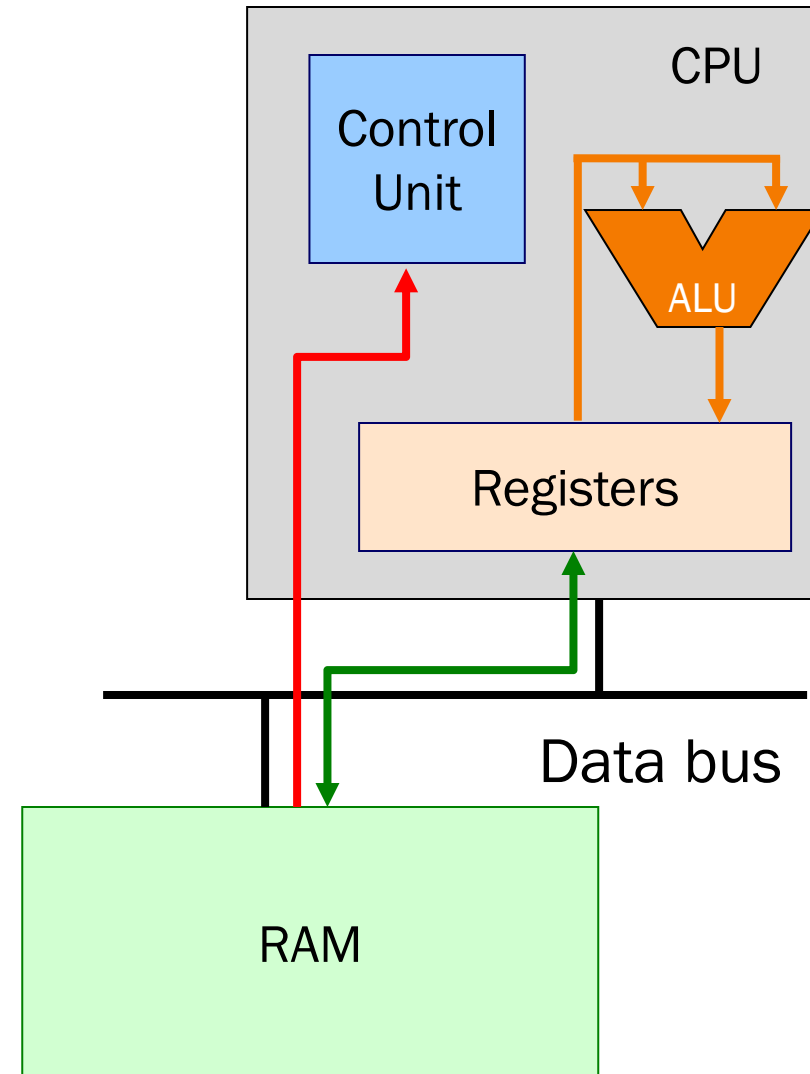 CPU
Control
Unit
ALU
Registers
Data bus
RAM